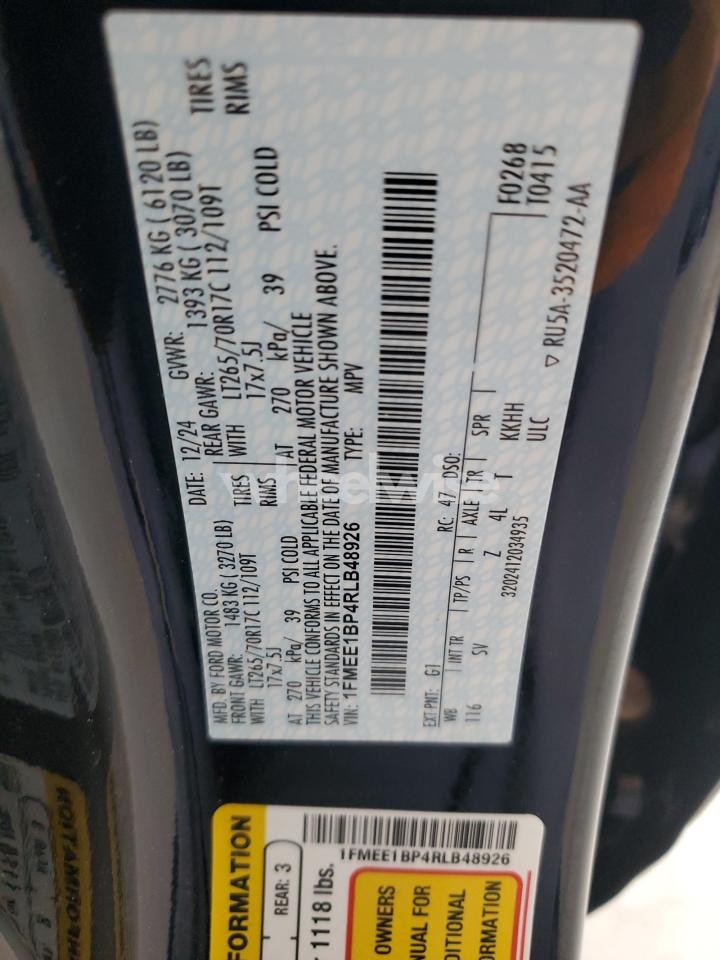 MFD. BY FORD MOTOR CO.
DATE: 12/24 GVWR: 2776 KG ( 6120 LB)
FRONT GAWR: 1483 KG ( 3270 LB) REAR GAWR: 1393 KG ( 3070 LB)
WITH LT265/70R17C 112/109T TIRES WITH LT265/70R17C 112/109T TIRES
17x7.5J RIMS 17x7.5J RIMS
AT 270 kPa/ 39 PSI COLD AT 270 kPa/ 39 PSI COLD
THIS VEHICLE CONFORMS TO ALL APPLICABLE FEDERAL MOTOR VEHICLE
SAFETY STANDARDS IN EFFECT ON THE DATE OF MANUFACTURE SHOWN ABOVE.
VIN: 1FMEE1BP4RLB48926 TYPE: MPV
EXT PNT: G1 RC: 47 DSO: F0268
WB INT TR TP/PS R AXLE TR SPR T0415
116 SV Z 4L T KKHH
3202412034935 ULC ▽ RU5A-3520472-AA
FORMATION
REAR: 3
1118 lbs.
1FMEE1BP4RLB48926
OWNERS